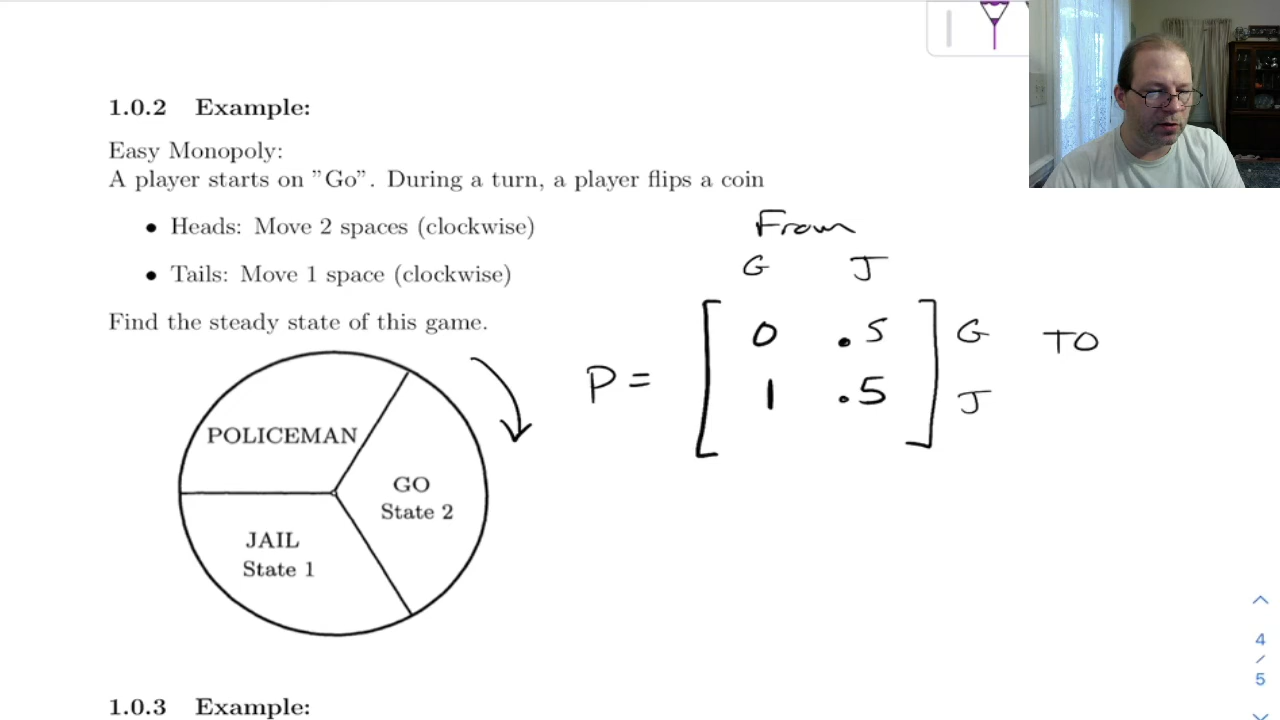 1.0.2 Example:
Easy Monopoly:
A player starts on "Go". During a turn, a player flips a coin
• Heads: Move 2 spaces (clockwise)
• Tails: Move 1 space (clockwise)
Find the steady state of this game.
From
G J
0 .5 G TO
P =
1 .5 J
POLICEMAN
GO
State 2
JAIL
State 1
4
/
5
1.0.3 Example: